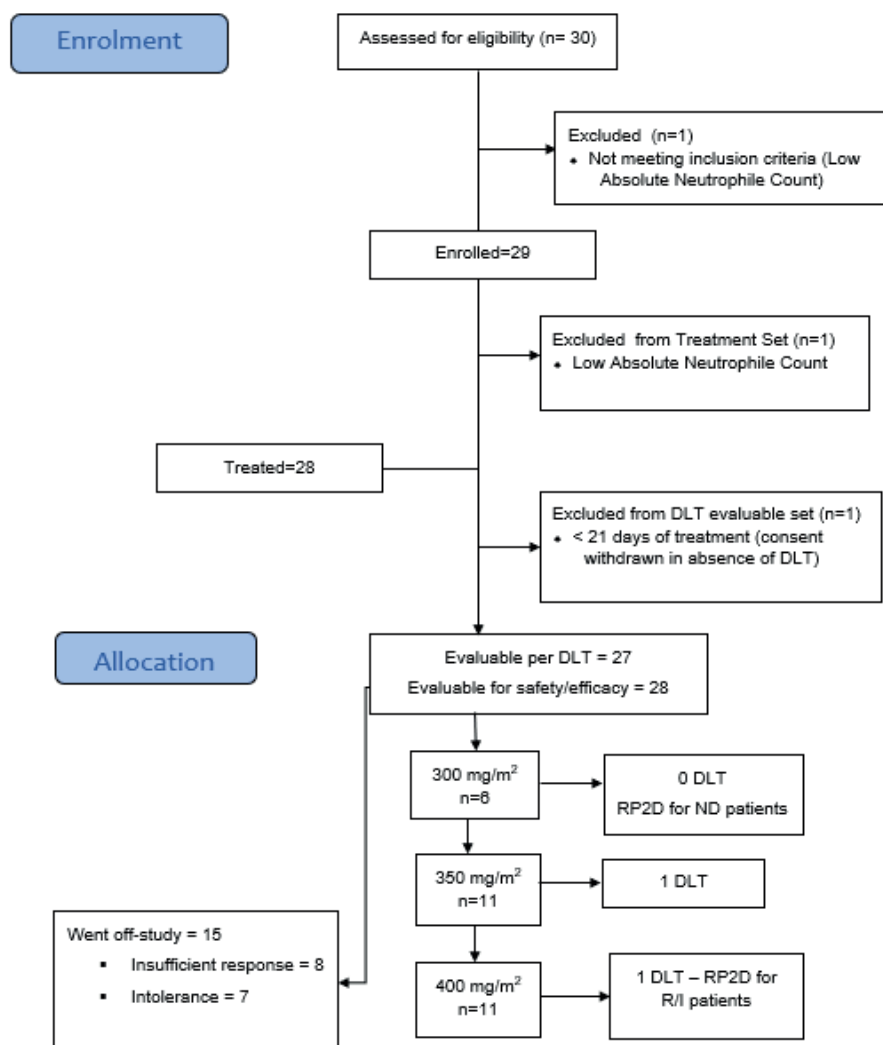 Enrolment
Assessed for eligibility (n= 30)
Excluded (n=1)
♦ Not meeting inclusion criteria (Low
Absolute Neutrophile Count)
Enrolled=29
Excluded from Treatment Set (n=1)
♦ Low Absolute Neutrophile Count
Treated=28
Excluded from DLT evaluable set (n=1)
♦ < 21 days of treatment (consent
withdrawn in absence of DLT)
Allocation
Evaluable per DLT = 27
Evaluable for safety/efficacy = 28
300 mg/m²
n=6
0 DLT
RP2D for ND patients
350 mg/m²
n=11
1 DLT
Went off-study = 15
▪ Insufficient response = 8
▪ Intolerance = 7
400 mg/m²
n=11
1 DLT – RP2D for
R/I patients